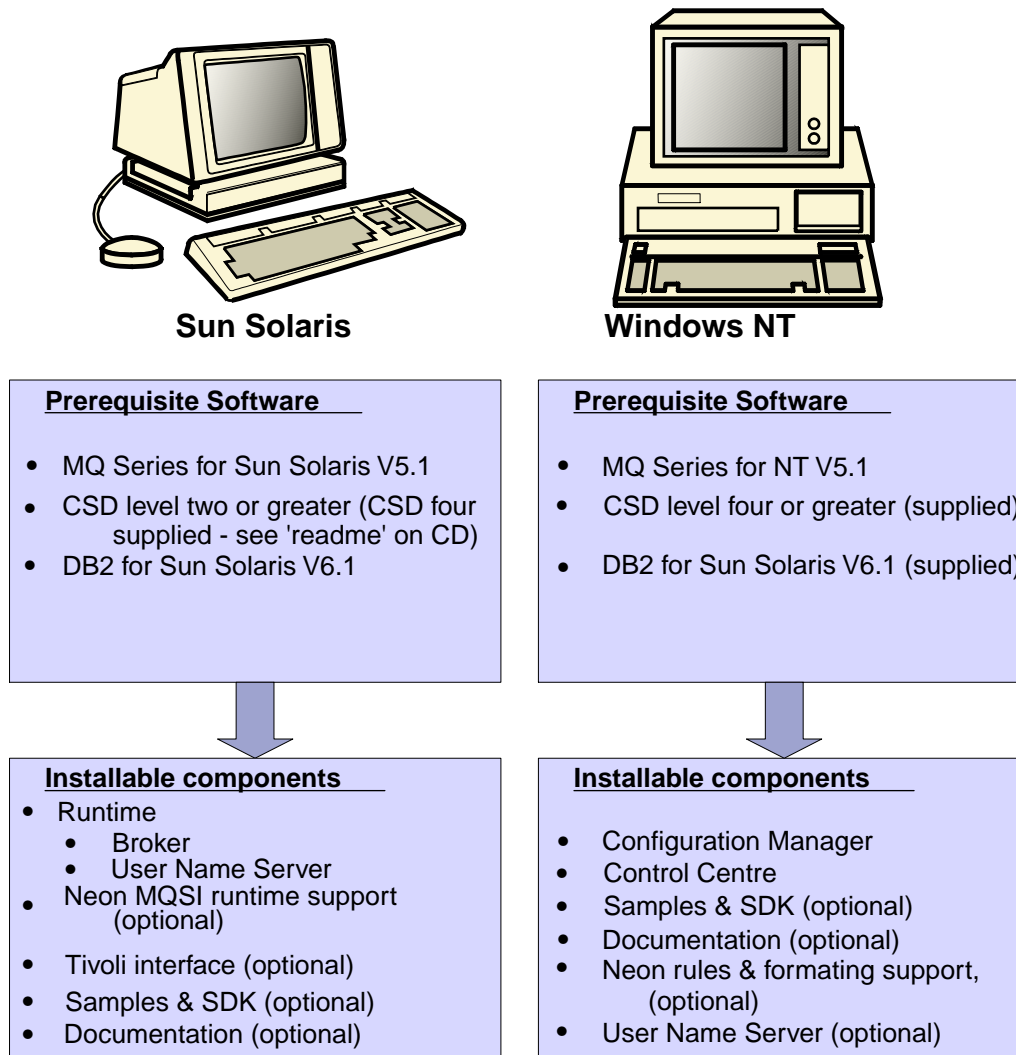 Sun Solaris
Prerequisite Software
• MQ Series for Sun Solaris V5.1
• CSD level two or greater (CSD four
supplied - see 'readme' on CD)
• DB2 for Sun Solaris V6.1
Installable components
• Runtime
• Broker
• User Name Server
• Neon MQSI runtime support
(optional)
• Tivoli interface (optional)
• Samples & SDK (optional)
• Documentation (optional)
Windows NT
Prerequisite Software
• MQ Series for NT V5.1
• CSD level four or greater (supplied)
• DB2 for Sun Solaris V6.1 (supplied)
Installable components
• Configuration Manager
• Control Centre
• Samples & SDK (optional)
• Documentation (optional)
• Neon rules & formating support,
(optional)
• User Name Server (optional)